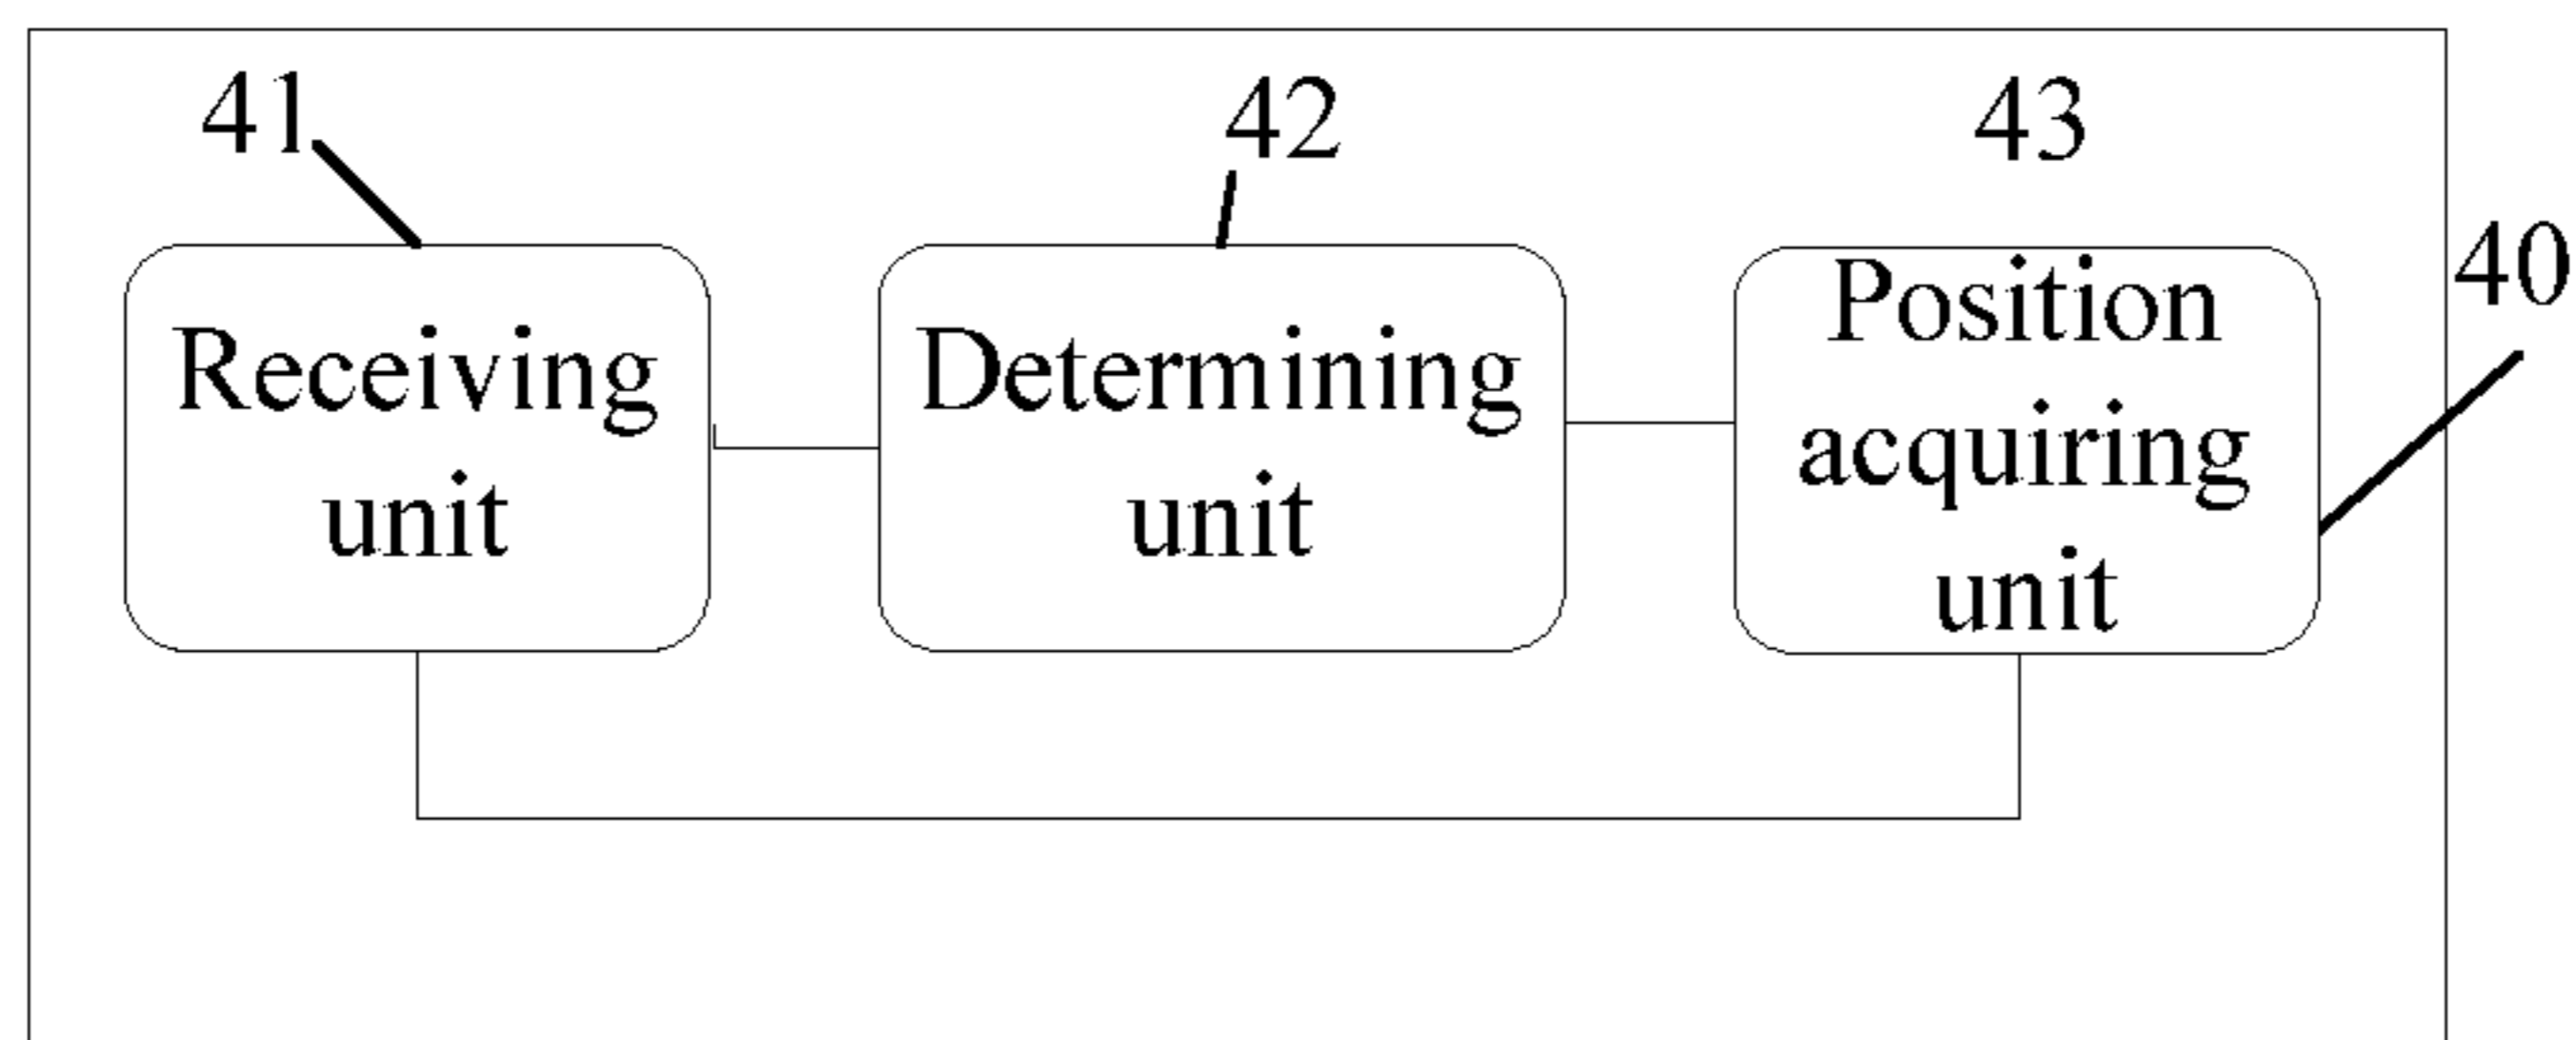 41
42
43
40
Receiving
unit
Determining
unit
Position
acquiring
unit